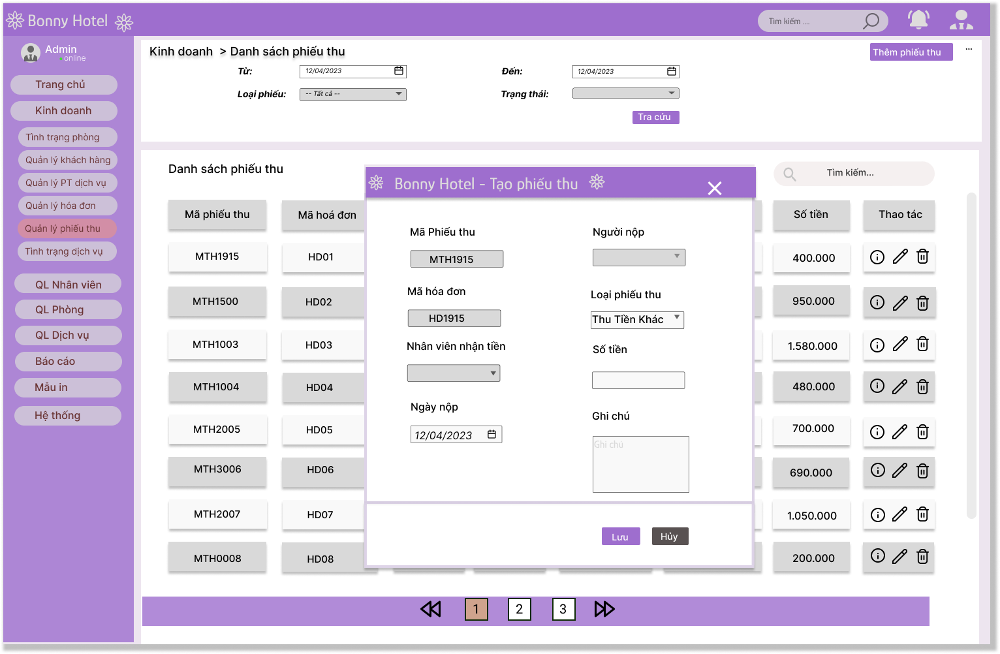 Bonny Hotel
Tìm kiếm ....
Admin
online
Trang chủ
Kinh doanh
Tình trạng phòng
Quản lý khách hàng
Quản lý PT dịch vụ
Quản lý hóa đơn
Quản lý phiếu thu
Tình trạng dịch vụ
QL Nhân viên
QL Phòng
QL Dịch vụ
Báo cáo
Mẫu in
Hệ thống
Kinh doanh > Danh sách phiếu thu
Thêm phiếu thu
...
Từ: 12/04/2023 Đến: 12/04/2023
Loại phiếu: -- Tất cả -- Trạng thái:
Tra cứu
Danh sách phiếu thu
Tìm kiếm...
Mã phiếu thu Mã hoá đơn Số tiền Thao tác
MTH1915 HD01 400.000
MTH1500 HD02 950.000
MTH1003 HD03 1.580.000
MTH1004 HD04 480.000
MTH2005 HD05 700.000
MTH3006 HD06 690.000
MTH2007 HD07 1.050.000
MTH0008 HD08 200.000
Bonny Hotel - Tạo phiếu thu
Mã Phiếu thu
MTH1915
Mã hóa đơn
HD1915
Nhân viên nhận tiền
Ngày nộp
12/04/2023
Người nộp
Loại phiếu thu
Thu Tiền Khác
Số tiền
Ghi chú
Ghi chú
Lưu Hủy
1 2 3